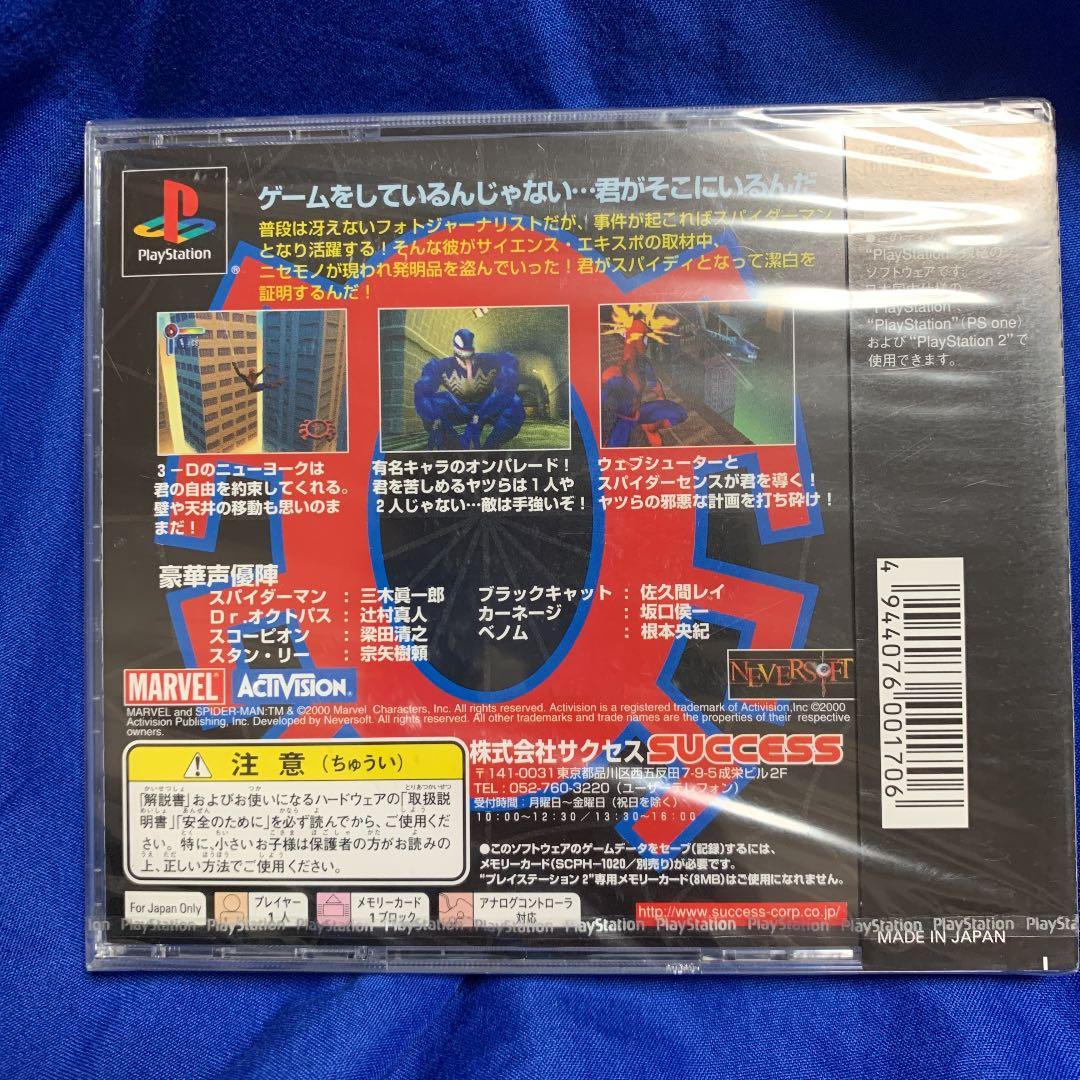 PlayStation
®
ゲームをしているんじゃない…君がそこにいるんだ
普段は冴えないフォトジャーナリストだが、事件が起こればスパイダーマン
となり活躍する!そんな彼がサイエンス・エキスポの取材中、
ニセモノが現われ発明品を盗んでいった!君がスパイディとなって潔白を
証明するんだ!
3-Dのニューヨークは
君の自由を約束してくれる。
壁や天井の移動も思いのま
まだ!
有名キャラのオンパレード!
君を苦しめるヤツらは1人や
2人じゃない…敵は手強いぞ!
ウェブシューターと
スパイダーセンスが君を導く!
ヤツらの邪悪な計画を打ち砕け!
豪華声優陣
スパイダーマン : 三木眞一郎
Dr.オクトパス : 辻村真人
スコーピオン : 梁田清之
スタン・リー : 宗矢樹頼
ブラックキャット : 佐久間レイ
カーネージ : 坂口侯一
ベノム : 根本央紀
MARVEL ACTIVISION.
NEVERSOFT
MARVEL and SPIDER-MAN:TM & ©2000 Marvel Characters, Inc. All rights reserved. Activision is a registered trademark of Activision,Inc ©2000
Activision Publishing, Inc. Developed by Neversoft. All rights reserved. All other trademarks and trade names are the properties of their respective
owners.
注意(ちゅうい)
「解説書」およびお使いになるハードウェアの「取扱説
明書」「安全のために」を必ず読んでから、ご使用くだ
さい。特に、小さいお子様は保護者の方がお読みの
上、正しい方法でご使用ください。
株式会社サクセス SUCCESS
〒141-0031 東京都品川区西五反田7-9-5成栄ビル2F
TEL:052-760-3220(ユーザーテレフォン)
受付時間:月曜日~金曜日(祝日を除く)
10:00~12:30/13:30~16:00
●このソフトウェアのゲームデータをセーブ(記録)するには、
メモリーカード(SCPH-1020/別売り)が必要です。
"プレイステーション2"専用メモリーカード(8MB)はご使用になれません。
For Japan Only
プレイヤー
1人
メモリーカード
1ブロック
アナログコントローラ
対応
http://www.success-corp.co.jp/
"PlayStation"
ソフトウェアです。
"PlayStation"
"PlayStation"(PS one)
および"PlayStation 2"で
使用できます。
4 944076 001706
MADE IN JAPAN
PlayStation PlayStation PlayStation PlayStation PlayStation PlayStation PlayStation PlayStation